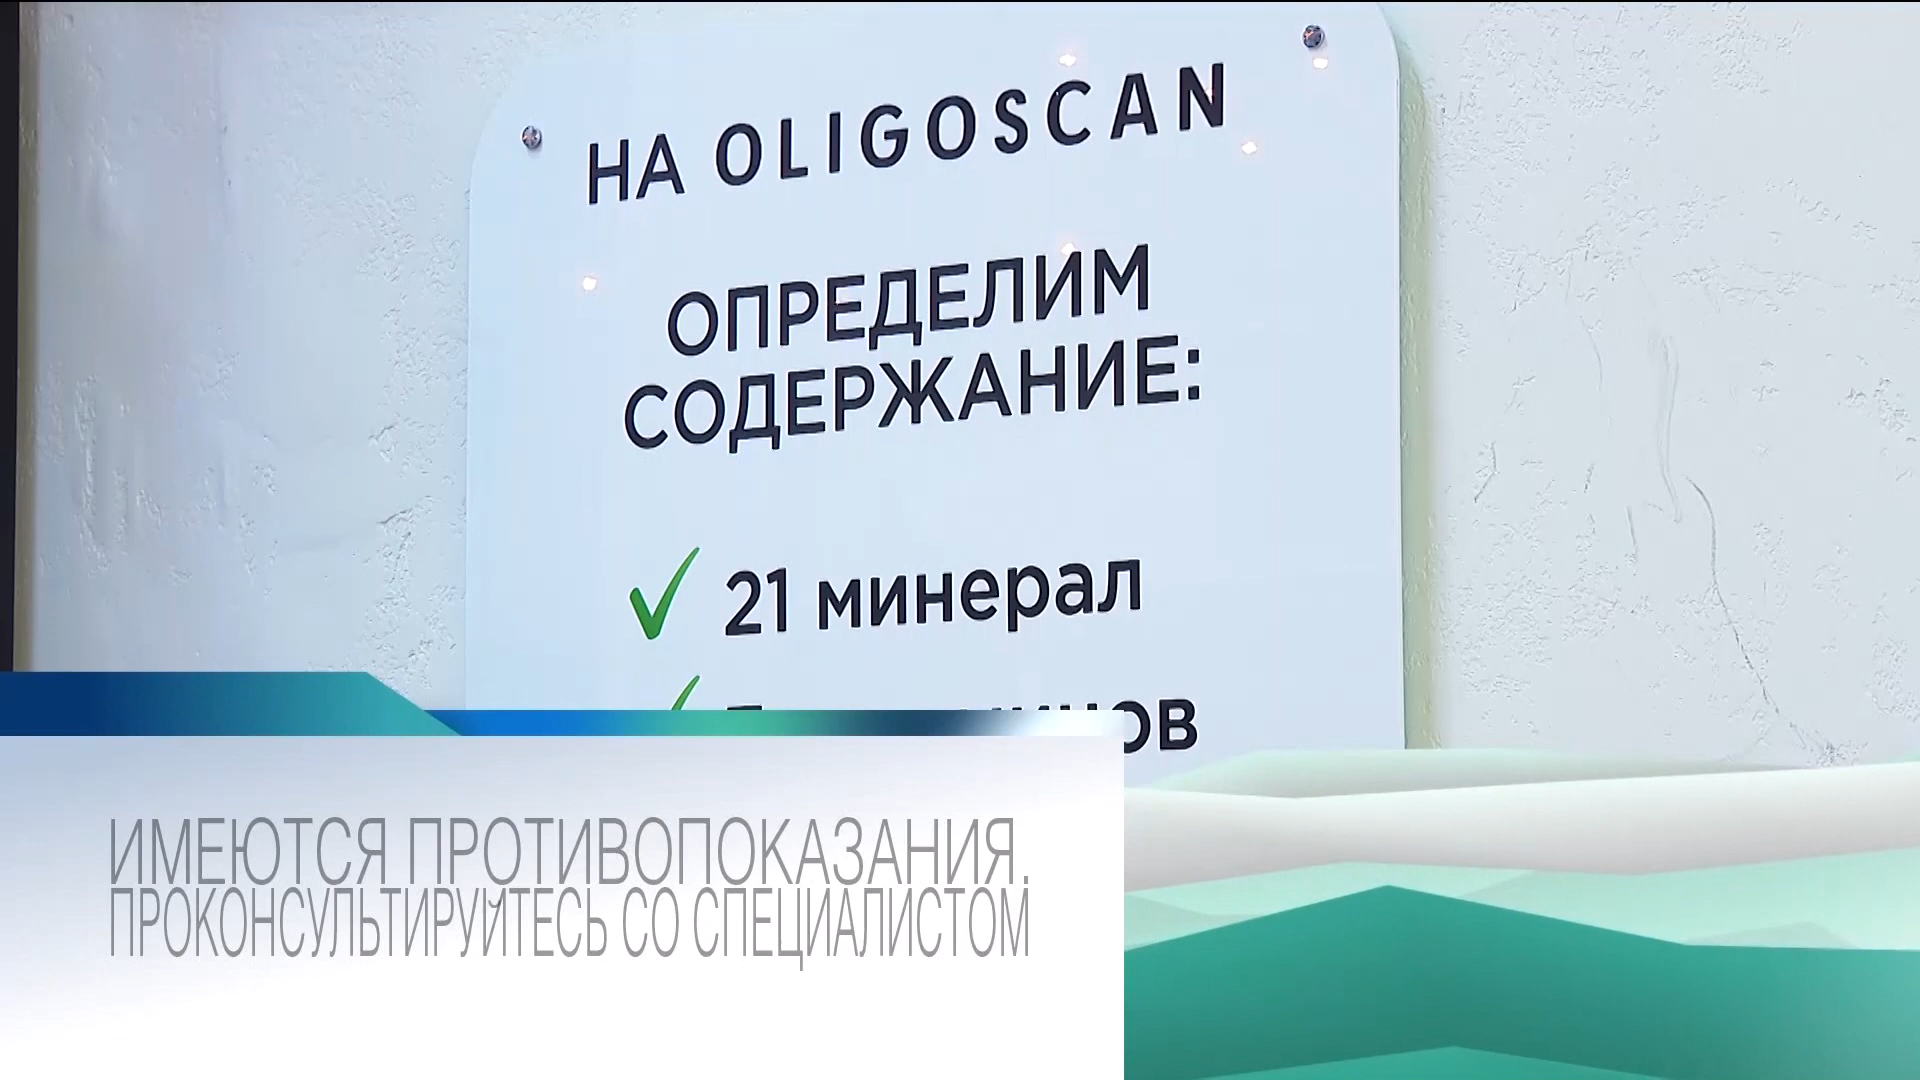 НА OLIGOSCAN
ОПРЕДЕЛИМ
СОДЕРЖАНИЕ:
21 минерал
ИМЕЮТСЯ ПРОТИВОПОКАЗАНИЯ.
ПРОКОНСУЛЬТИРУЙТЕСЬ СО СПЕЦИАЛИСТОМ